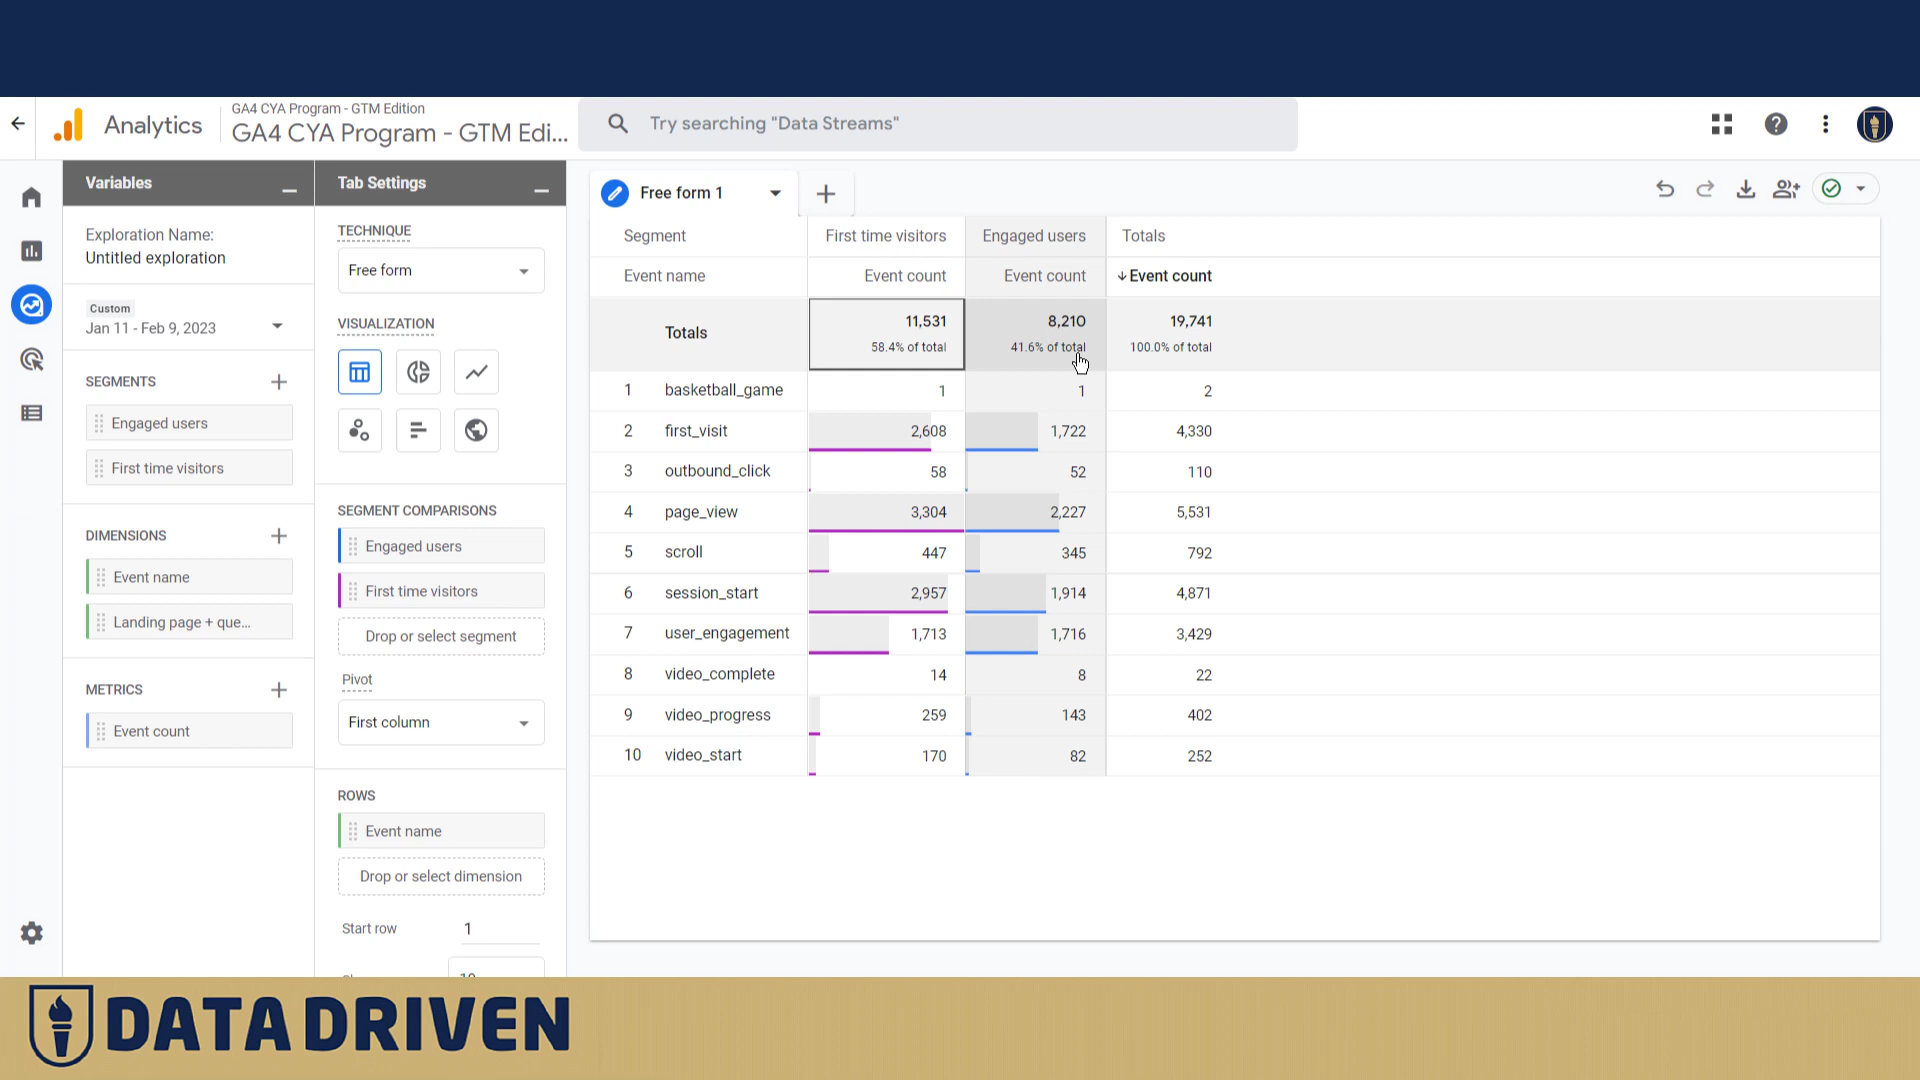 Analytics
GA4 CYA Program - GTM Edition
GA4 CYA Program - GTM Edi...
Try searching "Data Streams"
Variables
Exploration Name:
Untitled exploration
Custom
Jan 11 - Feb 9, 2023
SEGMENTS
Engaged users
First time visitors
DIMENSIONS
Event name
Landing page + que...
METRICS
Event count
Tab Settings
TECHNIQUE
Free form
VISUALIZATION
SEGMENT COMPARISONS
Engaged users
First time visitors
Drop or select segment
Pivot
First column
ROWS
Event name
Drop or select dimension
Start row 1
Free form 1
Segment First time visitors Engaged users Totals
Event name Event count Event count ↓Event count
Totals 11,531 8,210 19,741
58.4% of total 41.6% of total 100.0% of total
1 basketball_game 1 1 2
2 first_visit 2,608 1,722 4,330
3 outbound_click 58 52 110
4 page_view 3,304 2,227 5,531
5 scroll 447 345 792
6 session_start 2,957 1,914 4,871
7 user_engagement 1,713 1,716 3,429
8 video_complete 14 8 22
9 video_progress 259 143 402
10 video_start 170 82 252
DATA DRIVEN